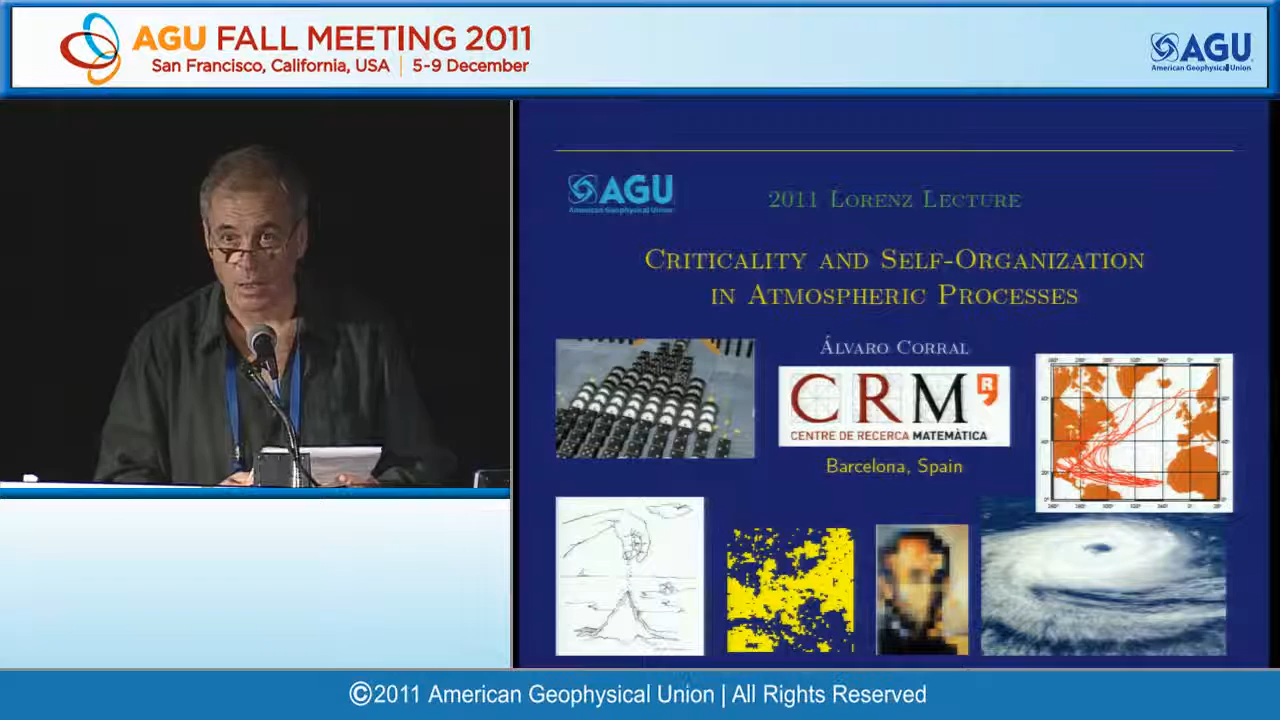 AGU FALL MEETING 2011
San Francisco, California, USA | 5-9 December
AGU
American Geophysical Union
AGU
American Geophysical Union
2011 LORENZ LECTURE
CRITICALITY AND SELF-ORGANIZATION
IN ATMOSPHERIC PROCESSES
ÁLVARO CORRAL
CRM
R
CENTRE DE RECERCA MATEMÀTICA
Barcelona, Spain
©2011 American Geophysical Union | All Rights Reserved